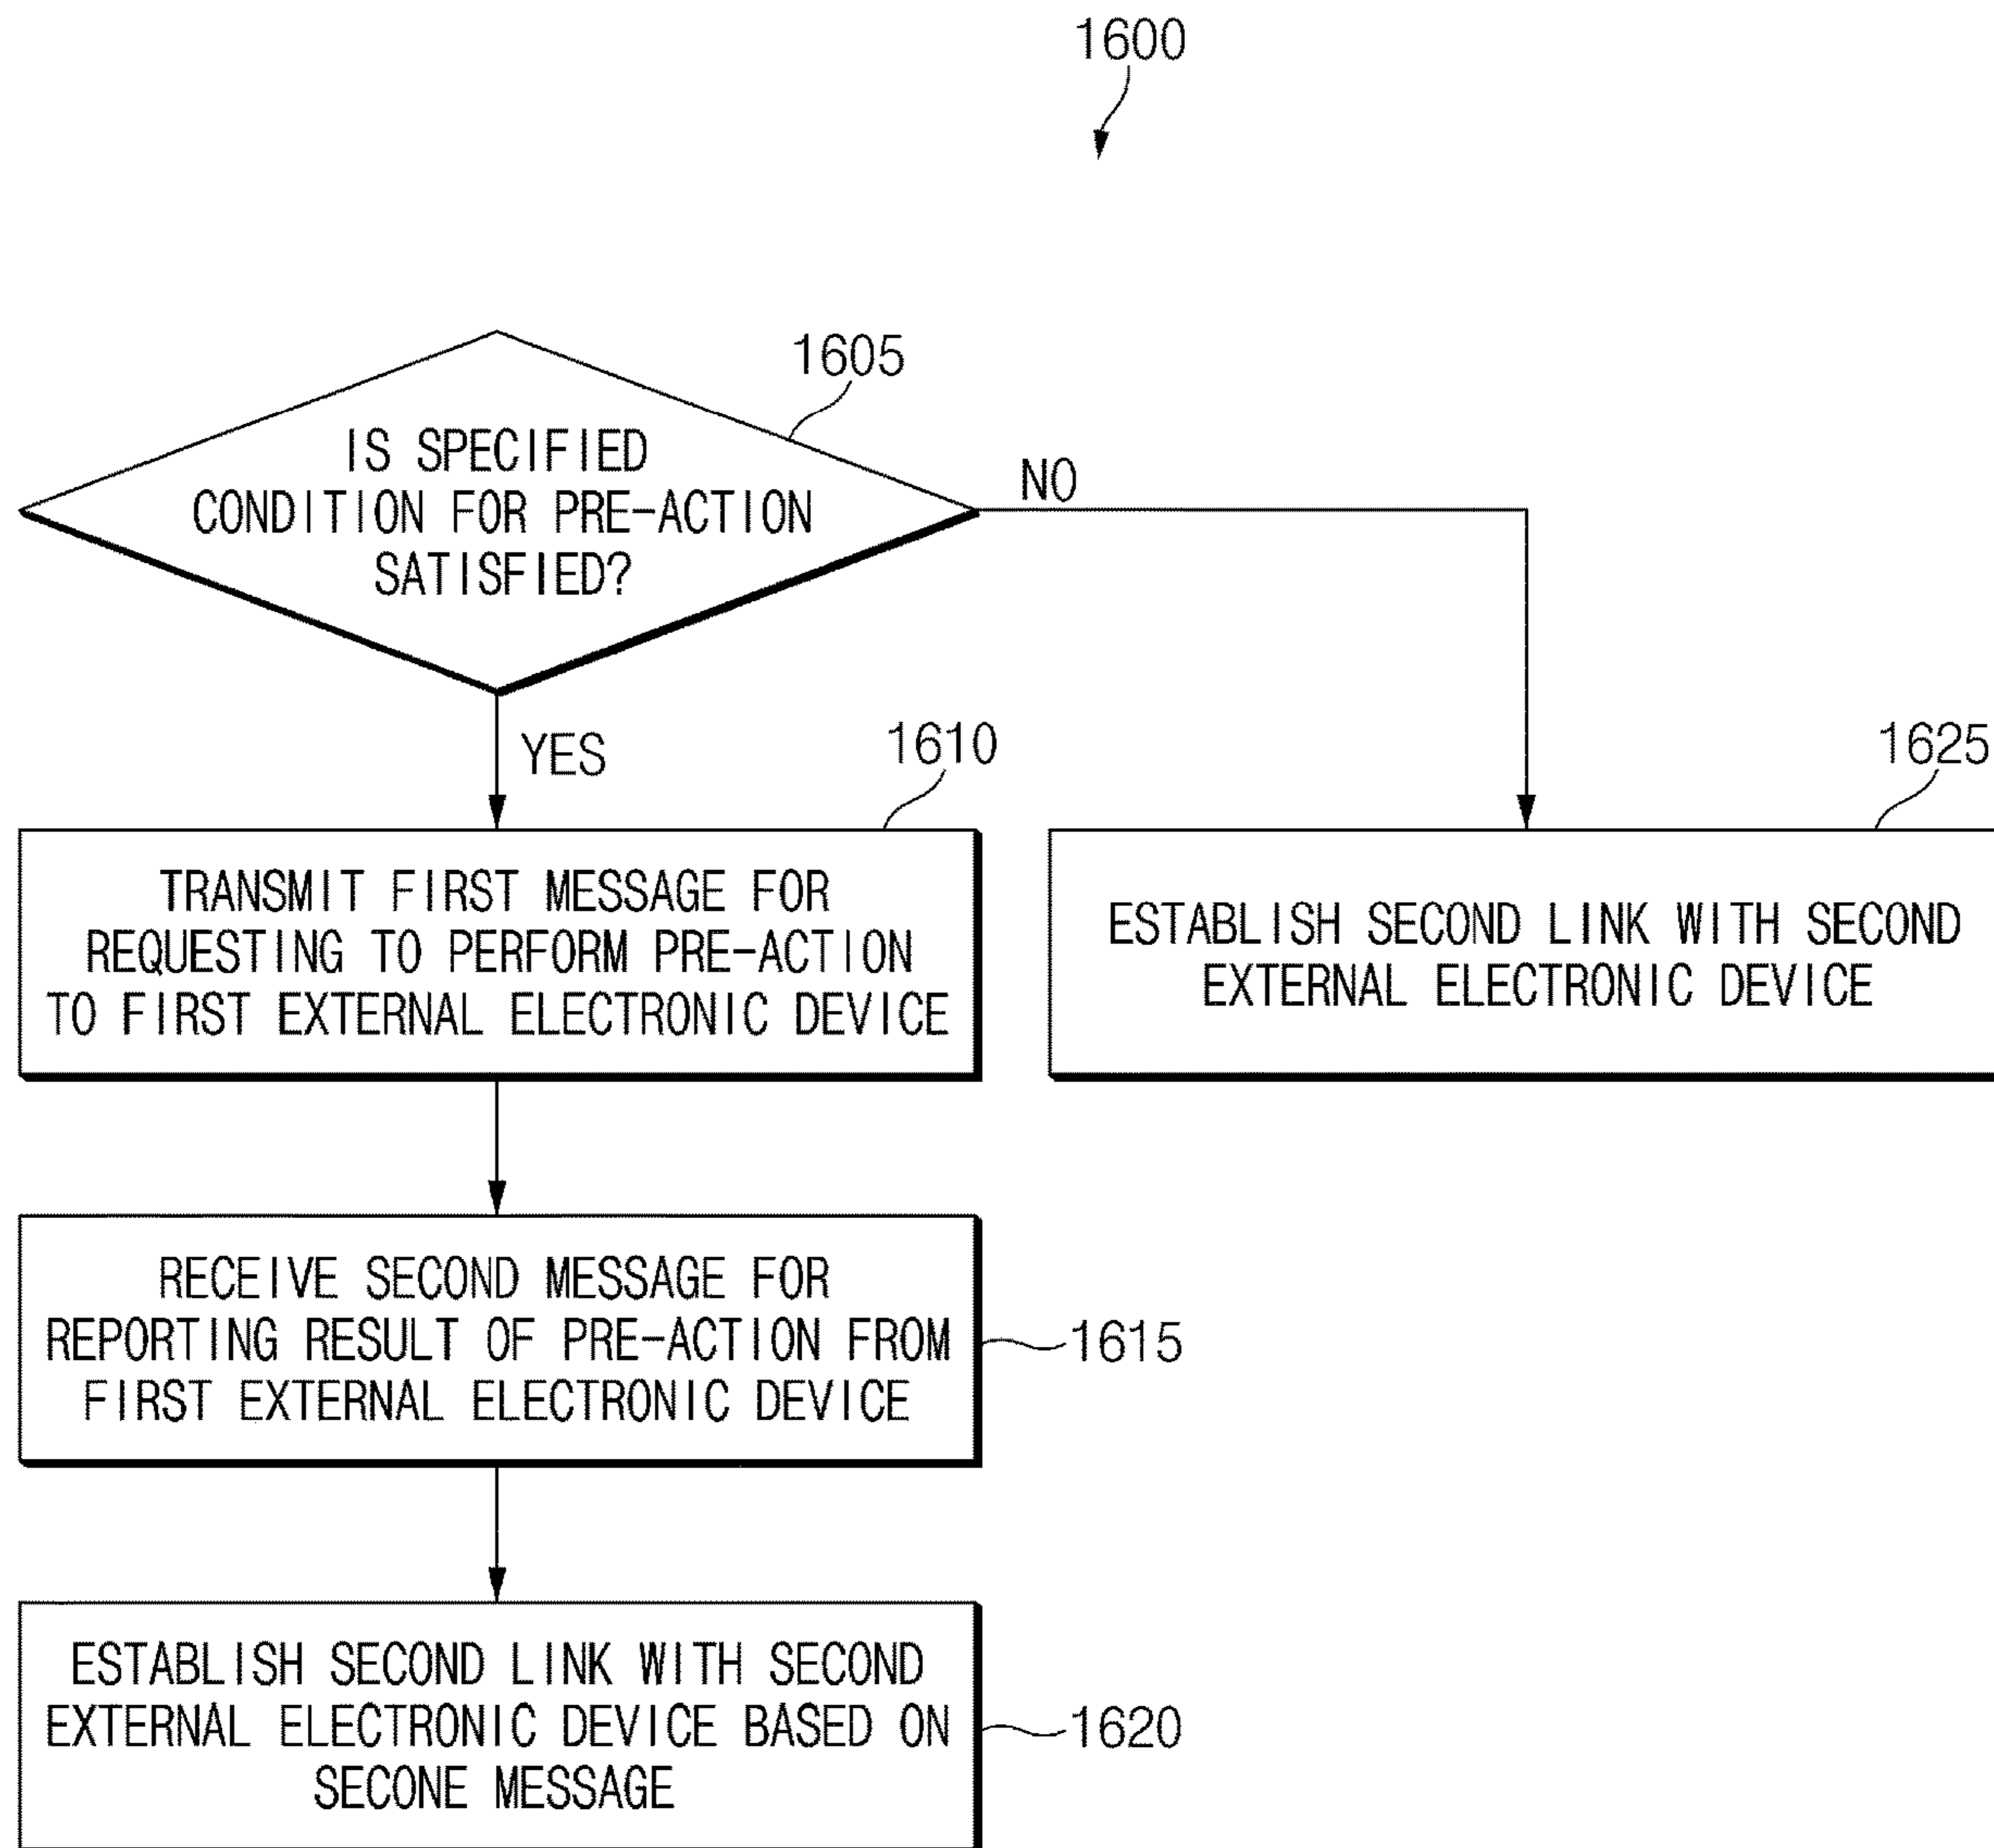 1600
1605
IS SPECIFIED
CONDITION FOR PRE-ACTION
SATISFIED?
NO
YES
1610
1625
TRANSMIT FIRST MESSAGE FOR
REQUESTING TO PERFORM PRE-ACTION
TO FIRST EXTERNAL ELECTRONIC DEVICE
ESTABLISH SECOND LINK WITH SECOND
EXTERNAL ELECTRONIC DEVICE
RECEIVE SECOND MESSAGE FOR
REPORTING RESULT OF PRE-ACTION FROM
FIRST EXTERNAL ELECTRONIC DEVICE
1615
ESTABLISH SECOND LINK WITH SECOND
EXTERNAL ELECTRONIC DEVICE BASED ON
SECONE MESSAGE
1620